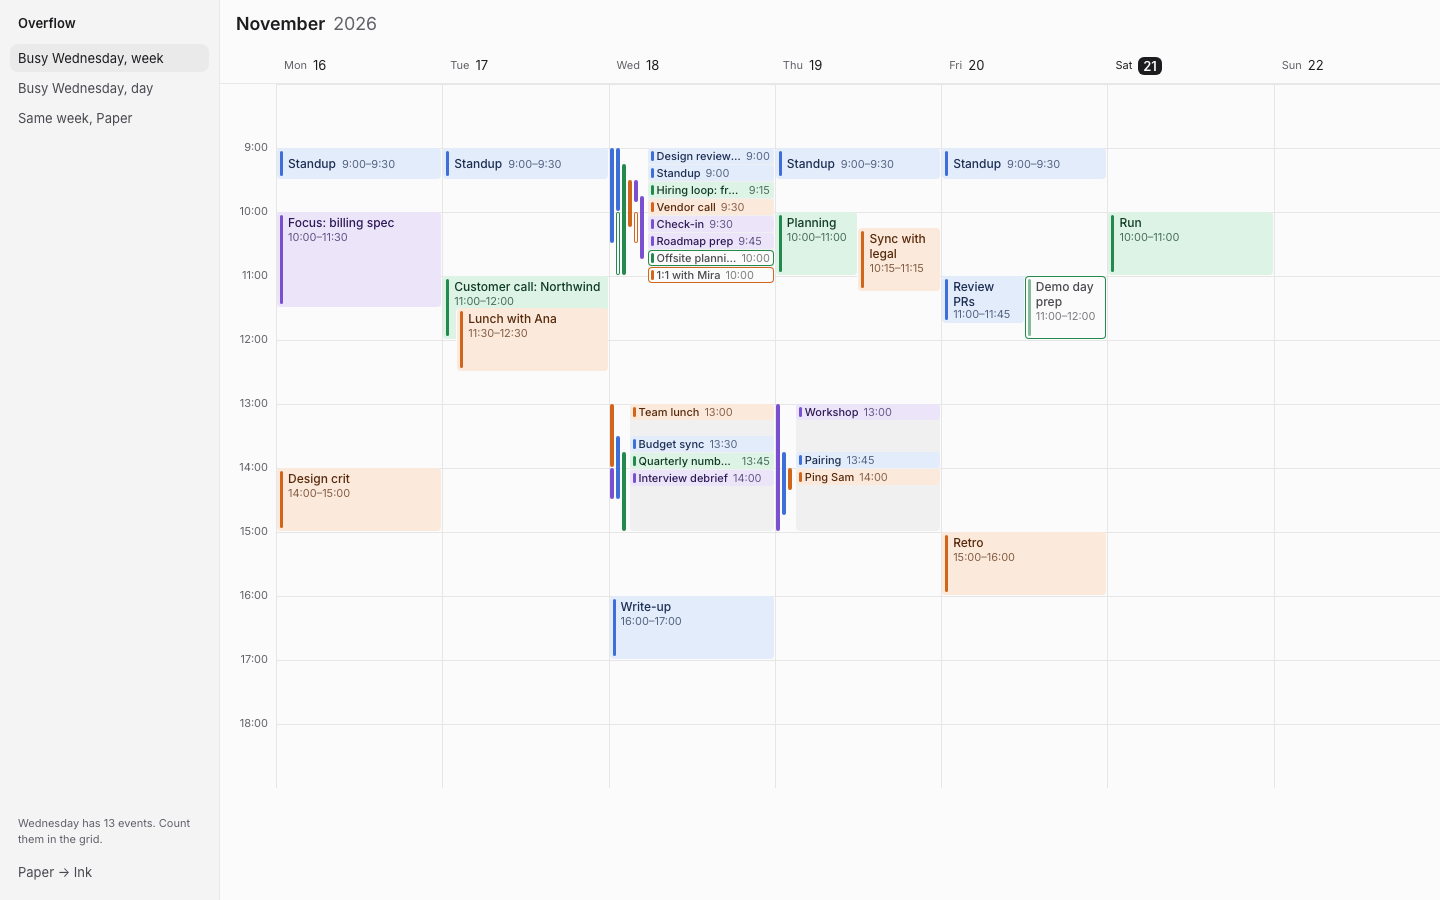 Overflow
Busy Wednesday, week
Busy Wednesday, day
Same week, Paper
Wednesday has 13 events. Count
them in the grid.
Paper → Ink
November 2026
Mon 16
Tue 17
Wed 18
Thu 19
Fri 20
Sat 21
Sun 22
9:00
10:00
11:00
12:00
13:00
14:00
15:00
16:00
17:00
18:00
Standup 9:00–9:30
Focus: billing spec
10:00–11:30
Design crit
14:00–15:00
Standup 9:00–9:30
Customer call: Northwind
11:00–12:00
Lunch with Ana
11:30–12:30
Design review... 9:00
Standup 9:00
Hiring loop: fr... 9:15
Vendor call 9:30
Check-in 9:30
Roadmap prep 9:45
Offsite planni... 10:00
1:1 with Mira 10:00
Team lunch 13:00
Budget sync 13:30
Quarterly numb... 13:45
Interview debrief 14:00
Write-up
16:00–17:00
Standup 9:00–9:30
Planning
10:00–11:00
Sync with
legal
10:15–11:15
Workshop 13:00
Pairing 13:45
Ping Sam 14:00
Standup 9:00–9:30
Review
PRs
11:00–11:45
Demo day
prep
11:00–12:00
Retro
15:00–16:00
Run
10:00–11:00